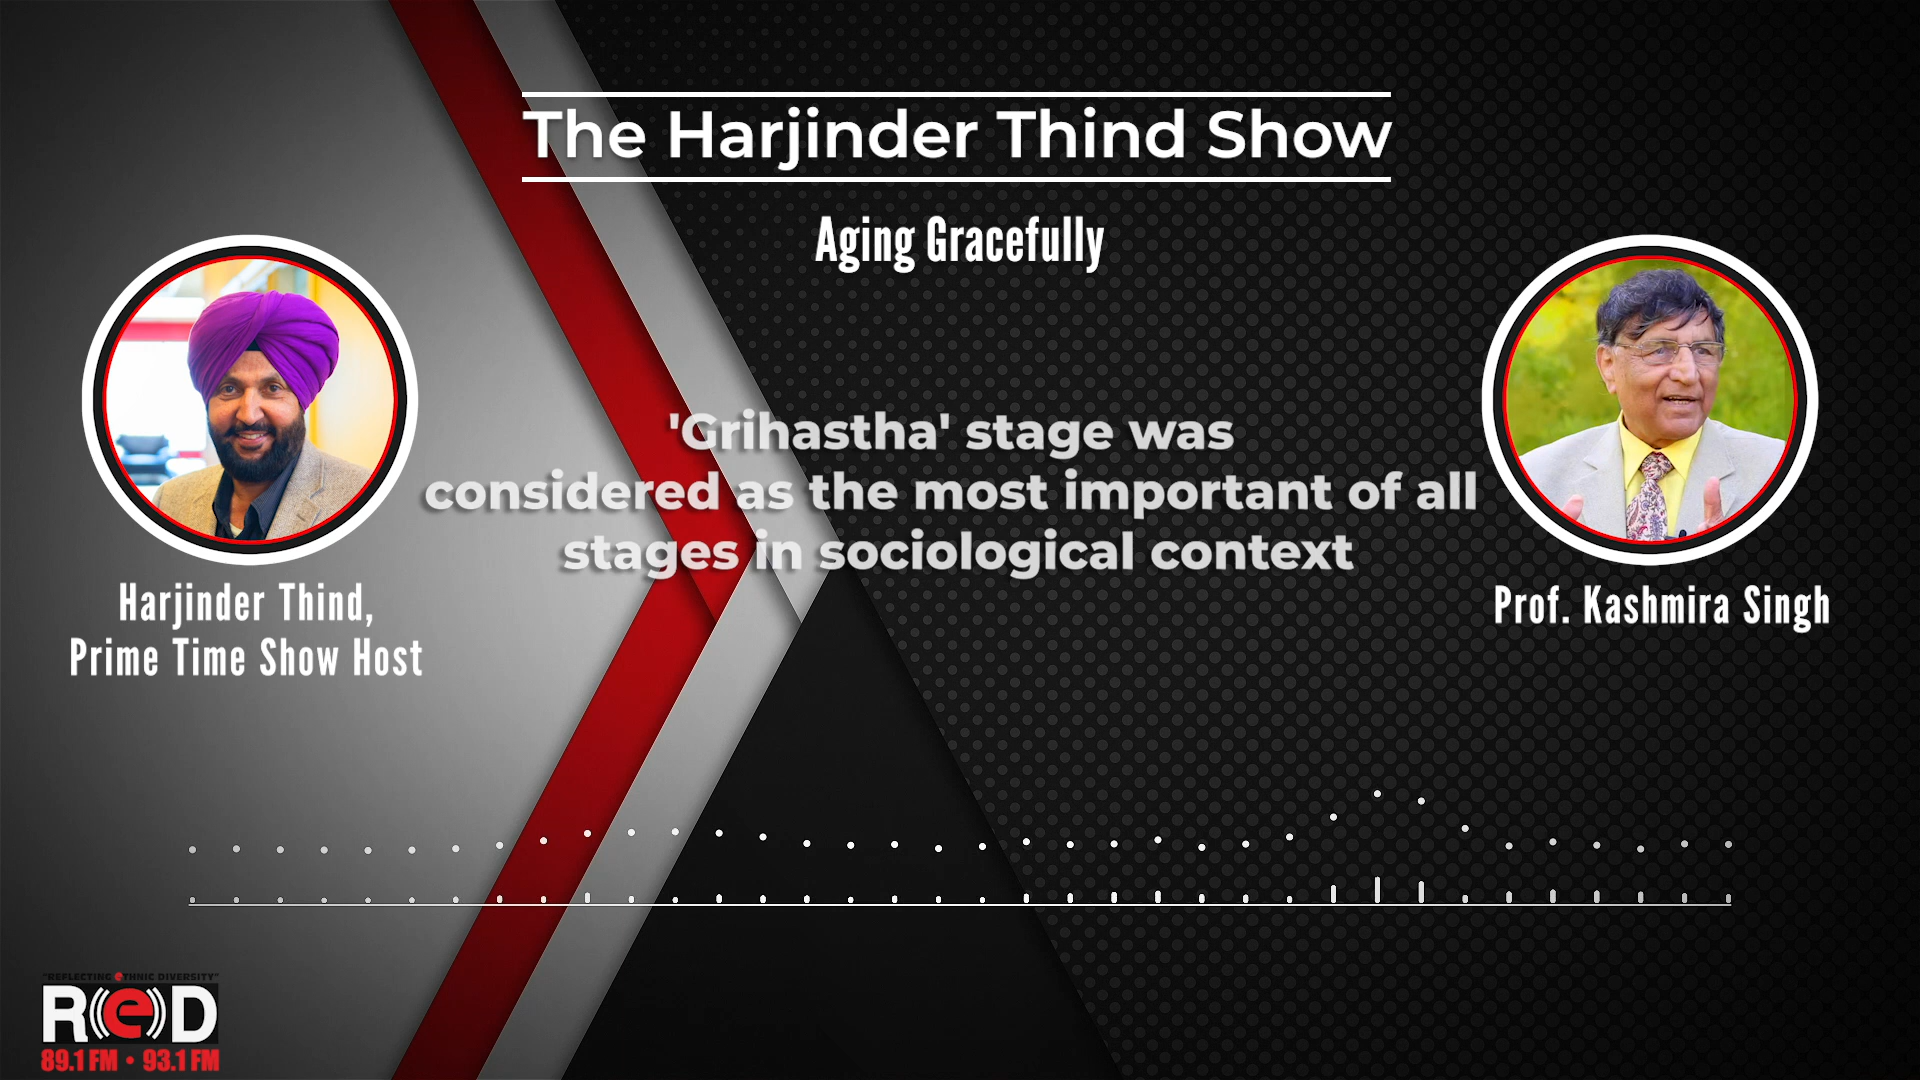 The Harjinder Thind Show
Aging Gracefully
'Grihastha' stage was
considered as the most important of all
stages in sociological context
Harjinder Thind,
Prime Time Show Host
Prof. Kashmira Singh
"REFLECTING eTHNIC DIVERSITY"
ReD
89.1 FM • 93.1 FM